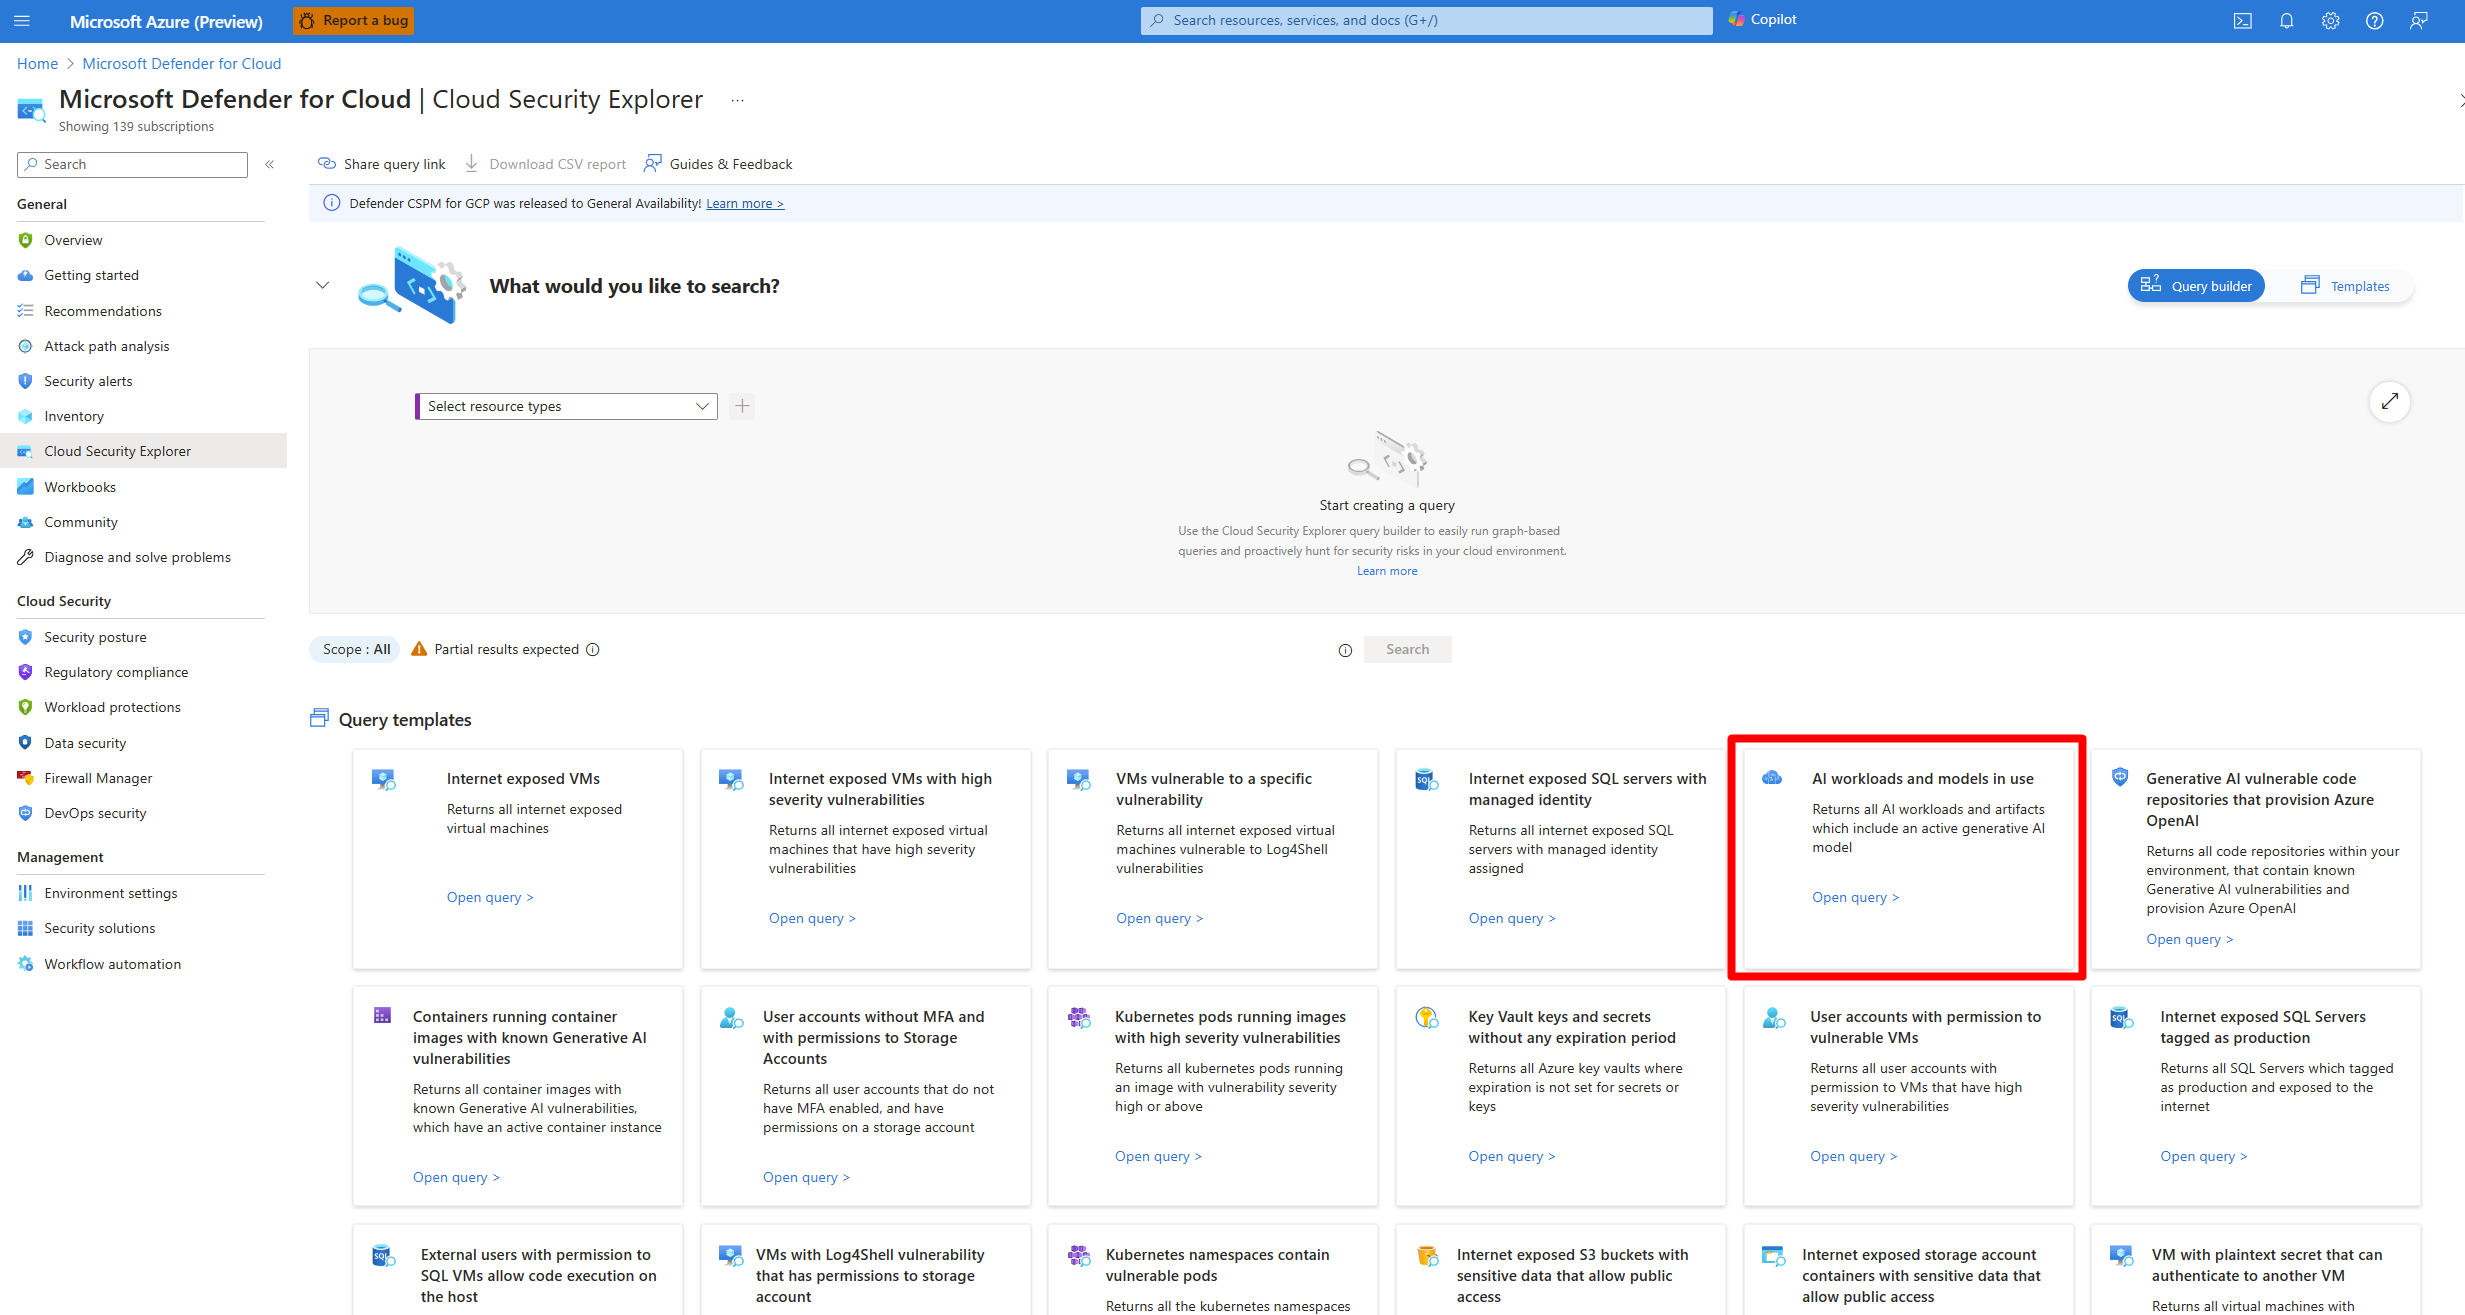 Microsoft Azure (Preview)
Report a bug
Search resources, services, and docs (G+/)
Copilot
Home > Microsoft Defender for Cloud
Microsoft Defender for Cloud | Cloud Security Explorer ...
Showing 139 subscriptions
Search
«
General
Overview
Getting started
Recommendations
Attack path analysis
Security alerts
Inventory
Cloud Security Explorer
Workbooks
Community
Diagnose and solve problems
Cloud Security
Security posture
Regulatory compliance
Workload protections
Data security
Firewall Manager
DevOps security
Management
Environment settings
Security solutions
Workflow automation
Share query link
Download CSV report
Guides & Feedback
Defender CSPM for GCP was released to General Availability! Learn more >
What would you like to search?
Query builder
Templates
Select resource types
Start creating a query
Use the Cloud Security Explorer query builder to easily run graph-based
queries and proactively hunt for security risks in your cloud environment.
Learn more
Scope : All
Partial results expected
Search
Query templates
Internet exposed VMs
Returns all internet exposed
virtual machines
Open query >
Internet exposed VMs with high
severity vulnerabilities
Returns all internet exposed virtual
machines that have high severity
vulnerabilities
Open query >
VMs vulnerable to a specific
vulnerability
Returns all internet exposed virtual
machines vulnerable to Log4Shell
vulnerabilities
Open query >
Internet exposed SQL servers with
managed identity
Returns all internet exposed SQL
servers with managed identity
assigned
Open query >
AI workloads and models in use
Returns all AI workloads and artifacts
which include an active generative AI
model
Open query >
Generative AI vulnerable code
repositories that provision Azure
OpenAI
Returns all code repositories within your
environment, that contain known
Generative AI vulnerabilities and
provision Azure OpenAI
Open query >
Containers running container
images with known Generative AI
vulnerabilities
Returns all container images with
known Generative AI vulnerabilities,
which have an active container instance
Open query >
User accounts without MFA and
with permissions to Storage
Accounts
Returns all user accounts that do not
have MFA enabled, and have
permissions on a storage account
Open query >
Kubernetes pods running images
with high severity vulnerabilities
Returns all kubernetes pods running
an image with vulnerability severity
high or above
Open query >
Key Vault keys and secrets
without any expiration period
Returns all Azure key vaults where
expiration is not set for secrets or
keys
Open query >
User accounts with permission to
vulnerable VMs
Returns all user accounts with
permission to VMs that have high
severity vulnerabilities
Open query >
Internet exposed SQL Servers
tagged as production
Returns all SQL Servers which tagged
as production and exposed to the
internet
Open query >
External users with permission to
SQL VMs allow code execution on
the host
VMs with Log4Shell vulnerability
that has permissions to storage
account
Kubernetes namespaces contain
vulnerable pods
Returns all the kubernetes namespaces
Internet exposed S3 buckets with
sensitive data that allow public
access
Internet exposed storage account
containers with sensitive data that
allow public access
VM with plaintext secret that can
authenticate to another VM
Returns all virtual machines with